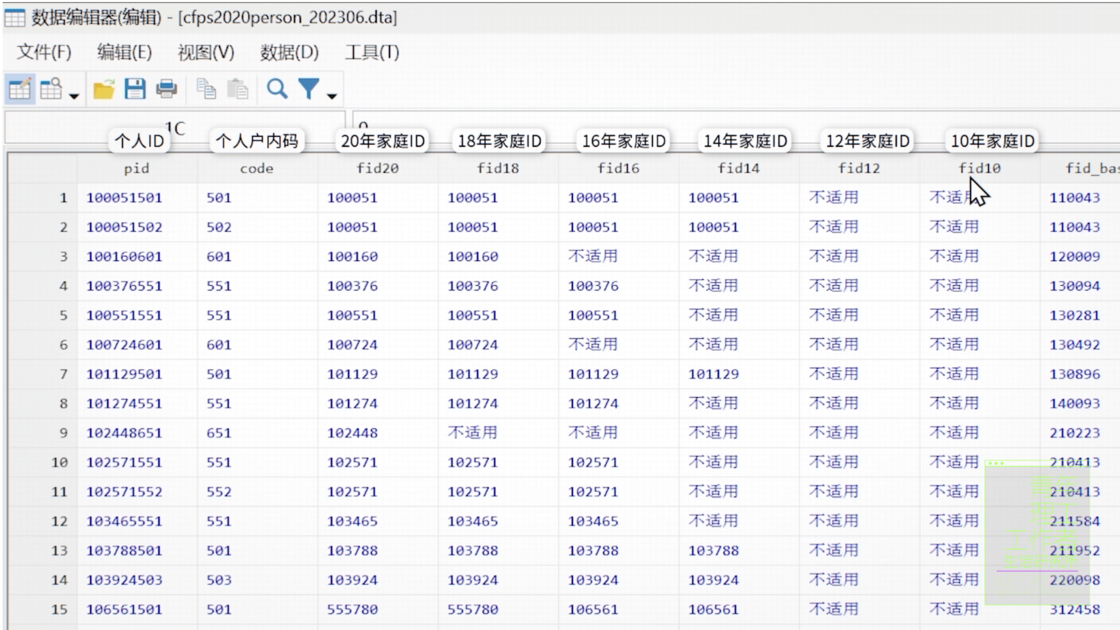 数据编辑器(编辑) - [cfps2020person_202306.dta]
文件(F) 编辑(E) 视图(V) 数据(D) 工具(T)
1C 0
个人ID 个人户内码 20年家庭ID 18年家庭ID 16年家庭ID 14年家庭ID 12年家庭ID 10年家庭ID
pid code fid20 fid18 fid16 fid14 fid12 fid10 fid_bas
1 100051501 501 100051 100051 100051 100051 不适用 不适用 110043
2 100051502 502 100051 100051 100051 100051 不适用 不适用 110043
3 100160601 601 100160 100160 不适用 不适用 不适用 不适用 120009
4 100376551 551 100376 100376 100376 不适用 不适用 不适用 130094
5 100551551 551 100551 100551 100551 不适用 不适用 不适用 130281
6 100724601 601 100724 100724 不适用 不适用 不适用 不适用 130492
7 101129501 501 101129 101129 101129 101129 不适用 不适用 130896
8 101274551 551 101274 101274 101274 不适用 不适用 不适用 140093
9 102448651 651 102448 不适用 不适用 不适用 不适用 不适用 210223
10 102571551 551 102571 102571 102571 不适用 不适用 不适用 210413
11 102571552 552 102571 102571 102571 不适用 不适用 不适用 210413
12 103465551 551 103465 103465 103465 不适用 不适用 不适用 211584
13 103788501 501 103788 103788 103788 103788 不适用 不适用 211952
14 103924503 503 103924 103924 103924 103924 不适用 不适用 220098
15 106561501 501 555780 555780 106561 106561 不适用 不适用 312458